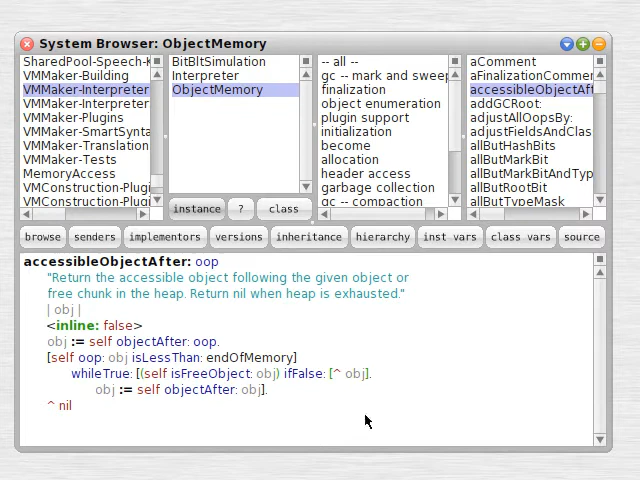 System Browser: ObjectMemory
SharedPool-Speech-K
VMMaker-Building
VMMaker-Interpreter
VMMaker-Interpreter
VMMaker-Plugins
VMMaker-SmartSynta
VMMaker-Translation
VMMaker-Tests
MemoryAccess
VMConstruction-Plugi
VMConstruction-Plugi
BitBltSimulation
Interpreter
ObjectMemory
instance
?
class
-- all --
gc -- mark and sweep
finalization
object enumeration
plugin support
initialization
become
allocation
header access
garbage collection
gc -- compaction
aComment
aFinalizationCommen
accessibleObjectAft
addGCRoot:
adjustAllOopsBy:
adjustFieldsAndClas
allButHashBits
allButMarkBit
allButMarkBitAndTyp
allButRootBit
allButTypeMask
browse senders implementors versions inheritance hierarchy inst vars class vars source
accessibleObjectAfter: oop
"Return the accessible object following the given object or
free chunk in the heap. Return nil when heap is exhausted."
| obj |
<inline: false>
obj := self objectAfter: oop.
[self oop: obj isLessThan: endOfMemory]
whileTrue: [(self isFreeObject: obj) ifFalse: [^ obj].
obj := self objectAfter: obj].
^ nil